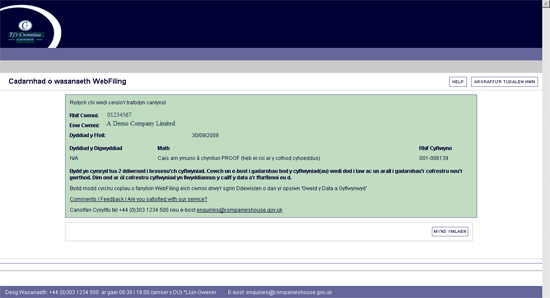 Tŷ'r Cwmnïau
Cadarnhad o wasanaeth WebFiling
HELP
ARGRAFFU'R TUDALEN HWN
Rydych chi wedi ceisio'r trafodyn canlynol
Rhif Cwmni: 01234567
Enw Cwmni: A Demo Company Limited
Dyddiad y Ffeil: 30/09/2009
Dyddiad y Digwyddiad Math Rhif Cyflwyno
N/A Cais am ymuno â chynllun PROOF (heb ei nir ar y cofnod cyhoeddus) 001-006139
Bydd yn cymryd tua 2 ddiwrnod i brosesu'ch cyflwyniad. Cewch un e-bost i gadarnhau bod y cyflwyniad(au) wedi dod i law ac un arall i gadarnhau'r cofrestru neu'r
gwrthod. Dim ond ar ôl cofrestru cyflwyniad yn llwyddiannus y caiff y data a'r ffurflenni eu d.
Bydd modd cyrchu copïau o fanylion WebFiling eich cwmni drwy'r sgrin Ddewislen o dan yr opsiwn 'Gweld y Data a Gyflwynwyd'
Comments / Feedback / Are you satisfied with our service?
Canolfan Cysylltu tel +44 (0)303 1234 500 neu e-bost enquiries@companieshouse.gov.uk
MYND YMLAEN
Desg Wasanaeth: +44 (0)303 1234 500 ar gael 08:30 i 18:00 (amser y DU) *Llun-Gwener E-bost: enquiries@companieshouse.gov.uk